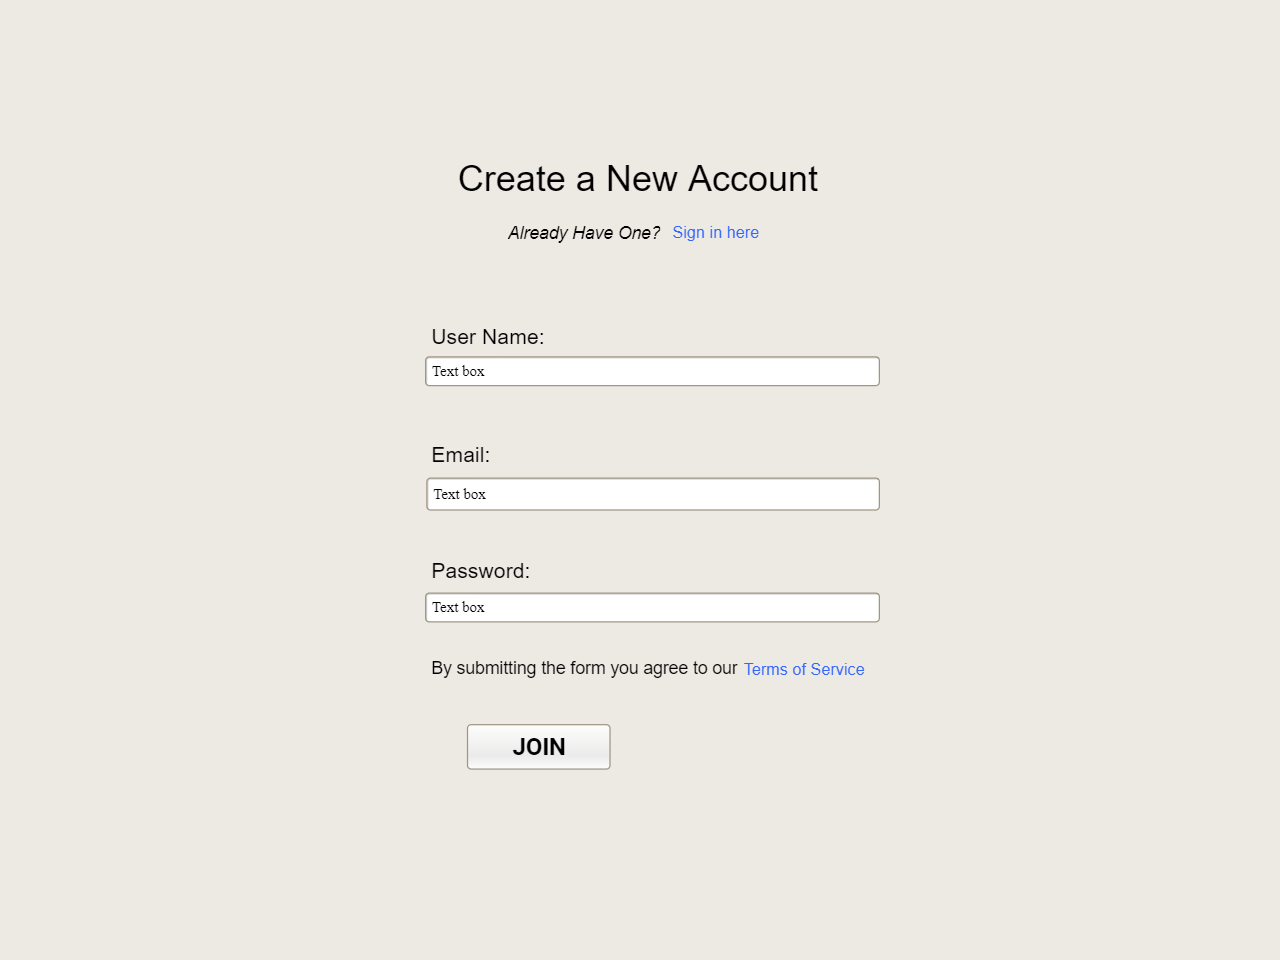 Create a New Account
Already Have One? Sign in here
User Name:
Text box
Email:
Text box
Password:
Text box
By submitting the form you agree to our Terms of Service
JOIN